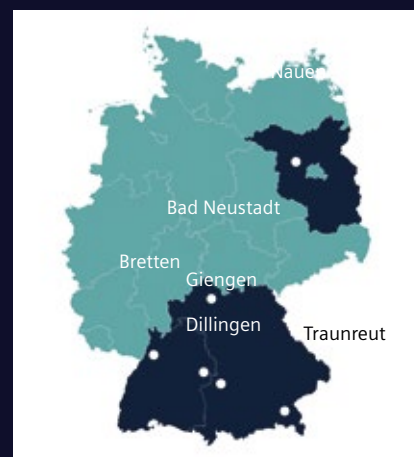 Nauen
Bad Neustadt
Bretten
Giengen
Dillingen
Traunreut